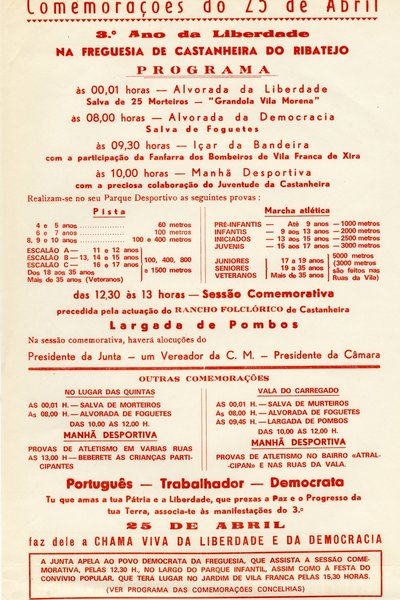 Comemorações do 25 de Abril
3.º Ano da Liberdade
NA FREGUESIA DE CASTANHEIRA DO RIBATEJO
PROGRAMA
às 00,01 horas — Alvorada da Liberdade
Salva de 25 Morteiros — "Grandola Vila Morena"
às 08,00 horas — Alvorada da Democracia
Salva de Foguetes
às 09,30 horas — Içar da Bandeira
com a participação da Fanfarra dos Bombeiros de Vila Franca de Xira
às 10,00 horas — Manhã Desportiva
com a preciosa colaboração do Juventude da Castanheira
Realizam-se no seu Parque Desportivo as seguintes provas:
Pista
4 e 5 anos .............. 60 metros
6 e 7 anos .............. 100 metros
8, 9 e 10 anos .............. 100 e 400 metros
ESCALÃO A — 11 e 12 anos
ESCALÃO B — 13, 14 e 15 anos
ESCALÃO C — 16 e 17 anos
Dos 18 aos 35 anos
Mais de 35 anos (Veteranos)
100, 400, 800
e 1500 metros
Marcha atlética
PRÉ-INFANTIS — Até 9 anos — 1000 metros
INFANTIS — 9 aos 13 anos — 2000 metros
INICIADOS — 13 aos 15 anos — 2500 metros
JUVENIS — 15 aos 17 anos — 3000 metros
JUNIORES 17 a 19 anos
SENIORES 19 a 35 anos
VETERANOS Mais de 35 anos
5000 metros
(3000 metros
são feitos nas
Ruas da Vila)
das 12,30 às 13 horas — Sessão Comemorativa
precedida pela actuação do RANCHO FOLCLÓRICO de Castanheira
Largada de Pombos
Na sessão comemorativa, haverá alocuções do
Presidente da Junta — um Vereador da C. M. — Presidente da Câmara
OUTRAS COMEMORAÇÕES
NO LUGAR DAS QUINTAS
AS 00,01 H. — SALVA DE MORTEIROS
As 08,00 H. — ALVORADA DE FOGUETES
DAS 10,00 AS 12,00 H.
MANHÃ DESPORTIVA
PROVAS DE ATLETISMO EM VARIAS RUAS
AS 13,00 H — BEBERETE ÀS CRIANÇAS PARTI-
CIPANTES
VALA DO CARREGADO
AS 00,01 H. — SALVA DE MORTEIROS
As 08,00 H. — ALVORADA DE FOGUETES
AS 09,45 H. — LARGADA DE POMBOS
DAS 10,00 AS 12,00 H.
MANHÃ DESPORTIVA
PROVAS DE ATLETISMO NO BAIRRO «ATRAL-
-CIPAN» E NAS RUAS DA VALA.
Português — Trabalhador — Democrata
Tu que amas a tua Pátria e a Liberdade, que prezas a Paz e o Progresso da
tua Terra, associa-te às manifestações do 3.º
25 DE ABRIL
faz dele a CHAMA VIVA DA LIBERDADE E DA DEMOCRACIA
A JUNTA APELA AO POVO DEMOCRATA DA FREGUESIA, QUE ASSISTA A SESSÃO COME-
MORATIVA, PELAS 12,30 H., NO LARGO DO PARQUE INFANTIL, ASSIM COMO À FESTA DO
CONVIVIO POPULAR, QUE TERA LUGAR NO JARDIM DE VILA FRANCA PELAS 15,30 HORAS.
(VER PROGRAMA DAS COMEMORAÇÕES CONCELHIAS)